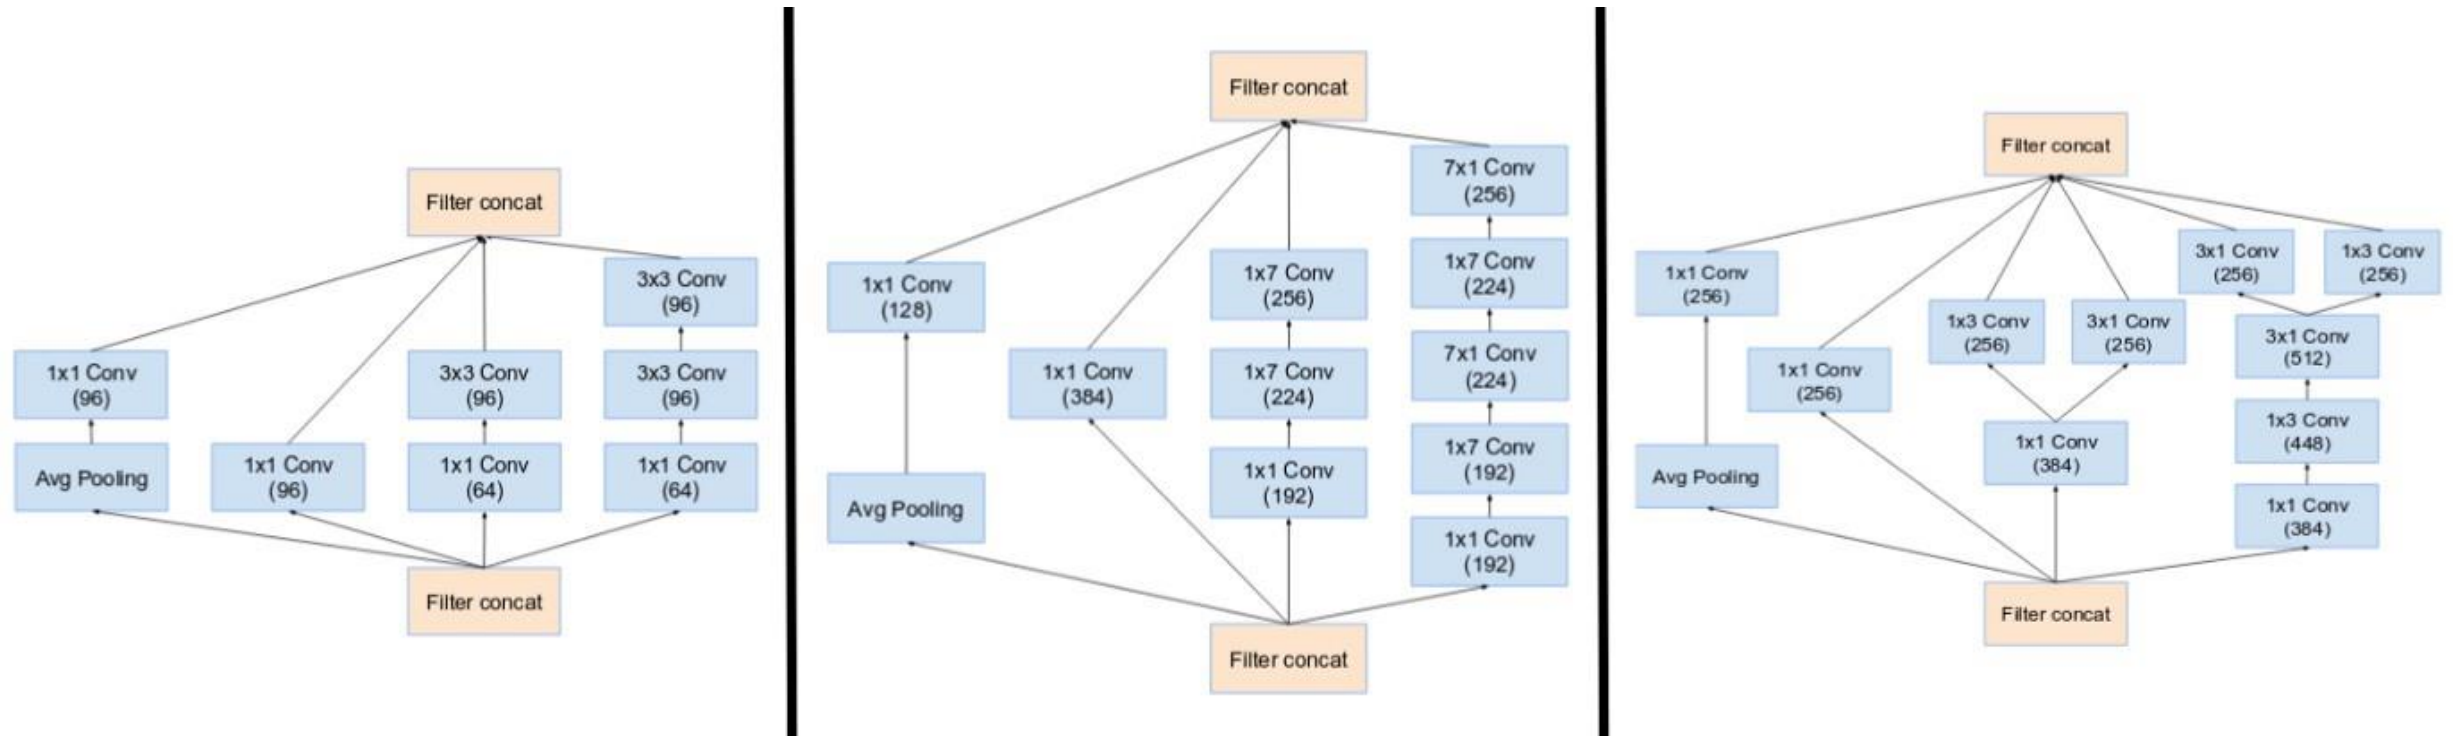 Filter concat
3x3 Conv
(96)
1x1 Conv
(96)
3x3 Conv
(96)
3x3 Conv
(96)
Avg Pooling
1x1 Conv
(96)
1x1 Conv
(64)
1x1 Conv
(64)
Filter concat
Filter concat
7x1 Conv
(256)
1x7 Conv
(224)
1x1 Conv
(128)
1x7 Conv
(256)
7x1 Conv
(224)
1x1 Conv
(384)
1x7 Conv
(224)
1x7 Conv
(192)
Avg Pooling
1x1 Conv
(192)
1x1 Conv
(192)
Filter concat
Filter concat
3x1 Conv
(256)
1x3 Conv
(256)
1x1 Conv
(256)
1x3 Conv
(256)
3x1 Conv
(256)
3x1 Conv
(512)
1x1 Conv
(256)
1x3 Conv
(448)
1x1 Conv
(384)
Avg Pooling
1x1 Conv
(384)
Filter concat